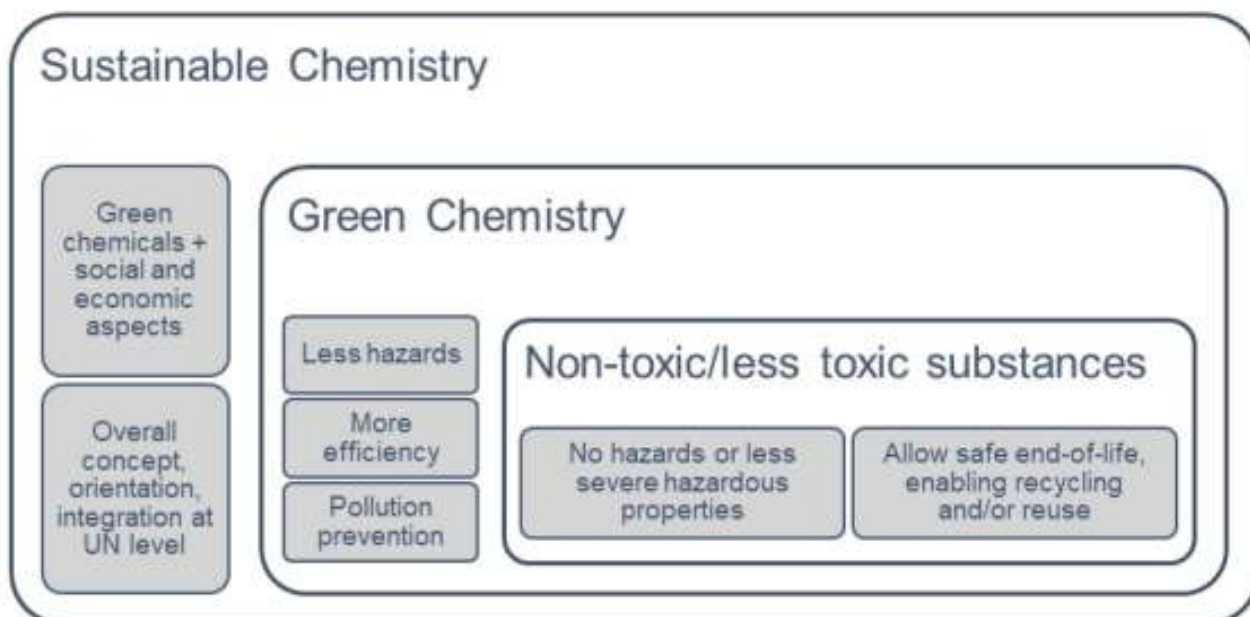 Sustainable Chemistry
Green
chemicals +
social and
economic
aspects
Overall
concept,
orientation,
integration at
UN level
Green Chemistry
Less hazards
More
efficiency
Pollution
prevention
Non-toxic/less toxic substances
No hazards or less
severe hazardous
properties
Allow safe end-of-life,
enabling recycling
and/or reuse